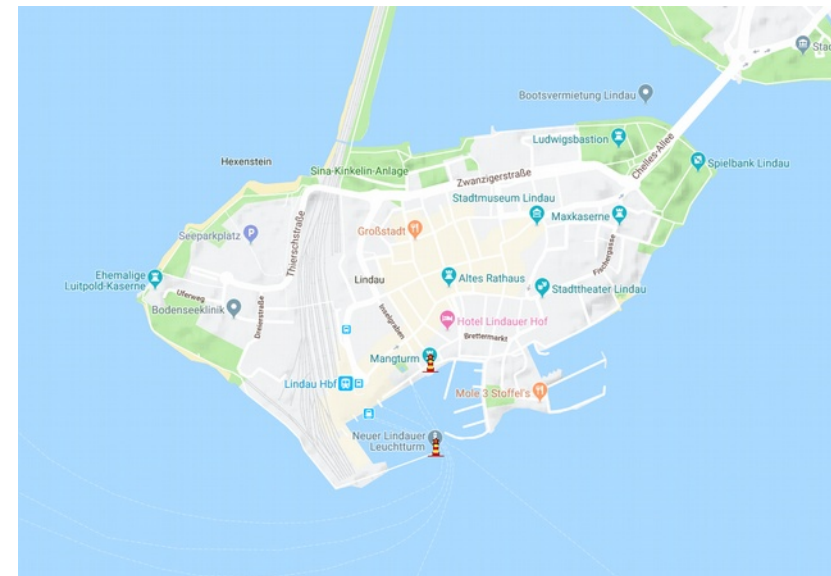 Stad
Bootsvermietung Lindau
Ludwigsbastion
Chelles-Allee
Hexenstein
Spielbank Lindau
Sina-Kinkelin-Anlage
Zwanzigerstraße
Stadtmuseum Lindau
Maxkaserne
Thierschstraße
Großstadt
Seeparkplatz
P
Fischergasse
Ehemalige
Luitpold-Kaserne
Lindau
Altes Rathaus
Stadttheater Lindau
Uferweg
Bodenseeklinik
Dreierstraße
Inselgraben
Hotel Lindauer Hof
Brettermarkt
Mangturm
Lindau Hbf
Mole 3 Stoffel's
Neuer Lindauer
Leuchtturm